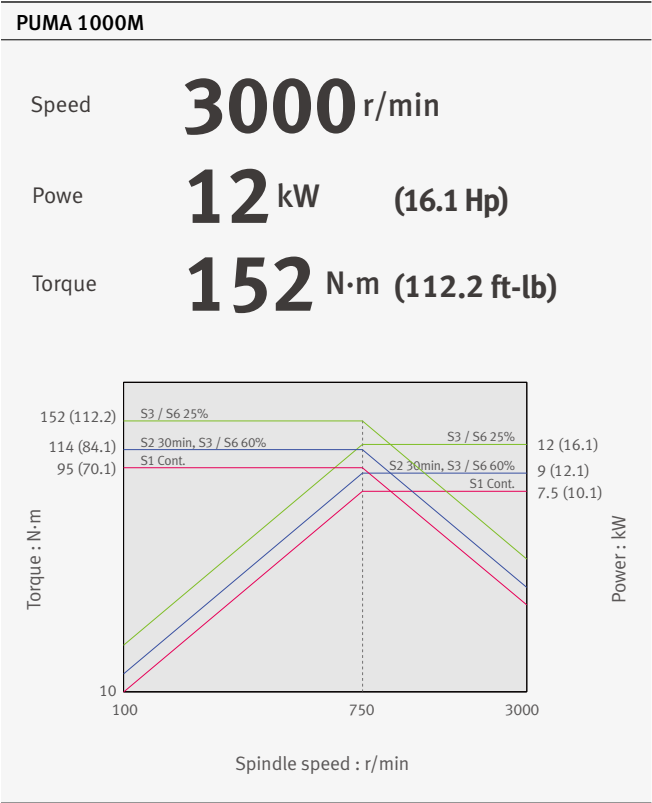 PUMA 1000M
Speed 3000 r/min
Powe 12 kW (16.1 Hp)
Torque 152 N·m (112.2 ft-lb)
152 (112.2) S3 / S6 25%
S3 / S6 25% 12 (16.1)
114 (84.1) S2 30min, S3 / S6 60%
95 (70.1) S1 Cont.
S2 30min, S3 / S6 60% 9 (12.1)
S1 Cont. 7.5 (10.1)
Torque : N·m
Power : kW
10
100 750 3000
Spindle speed : r/min